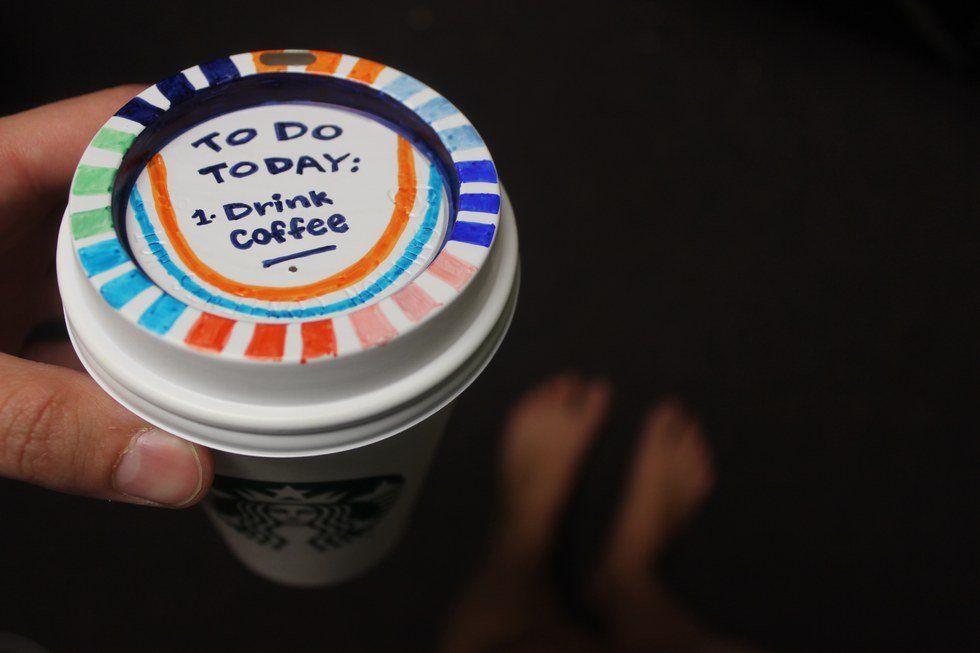 TO DO
TODAY:
1. Drink
Coffee